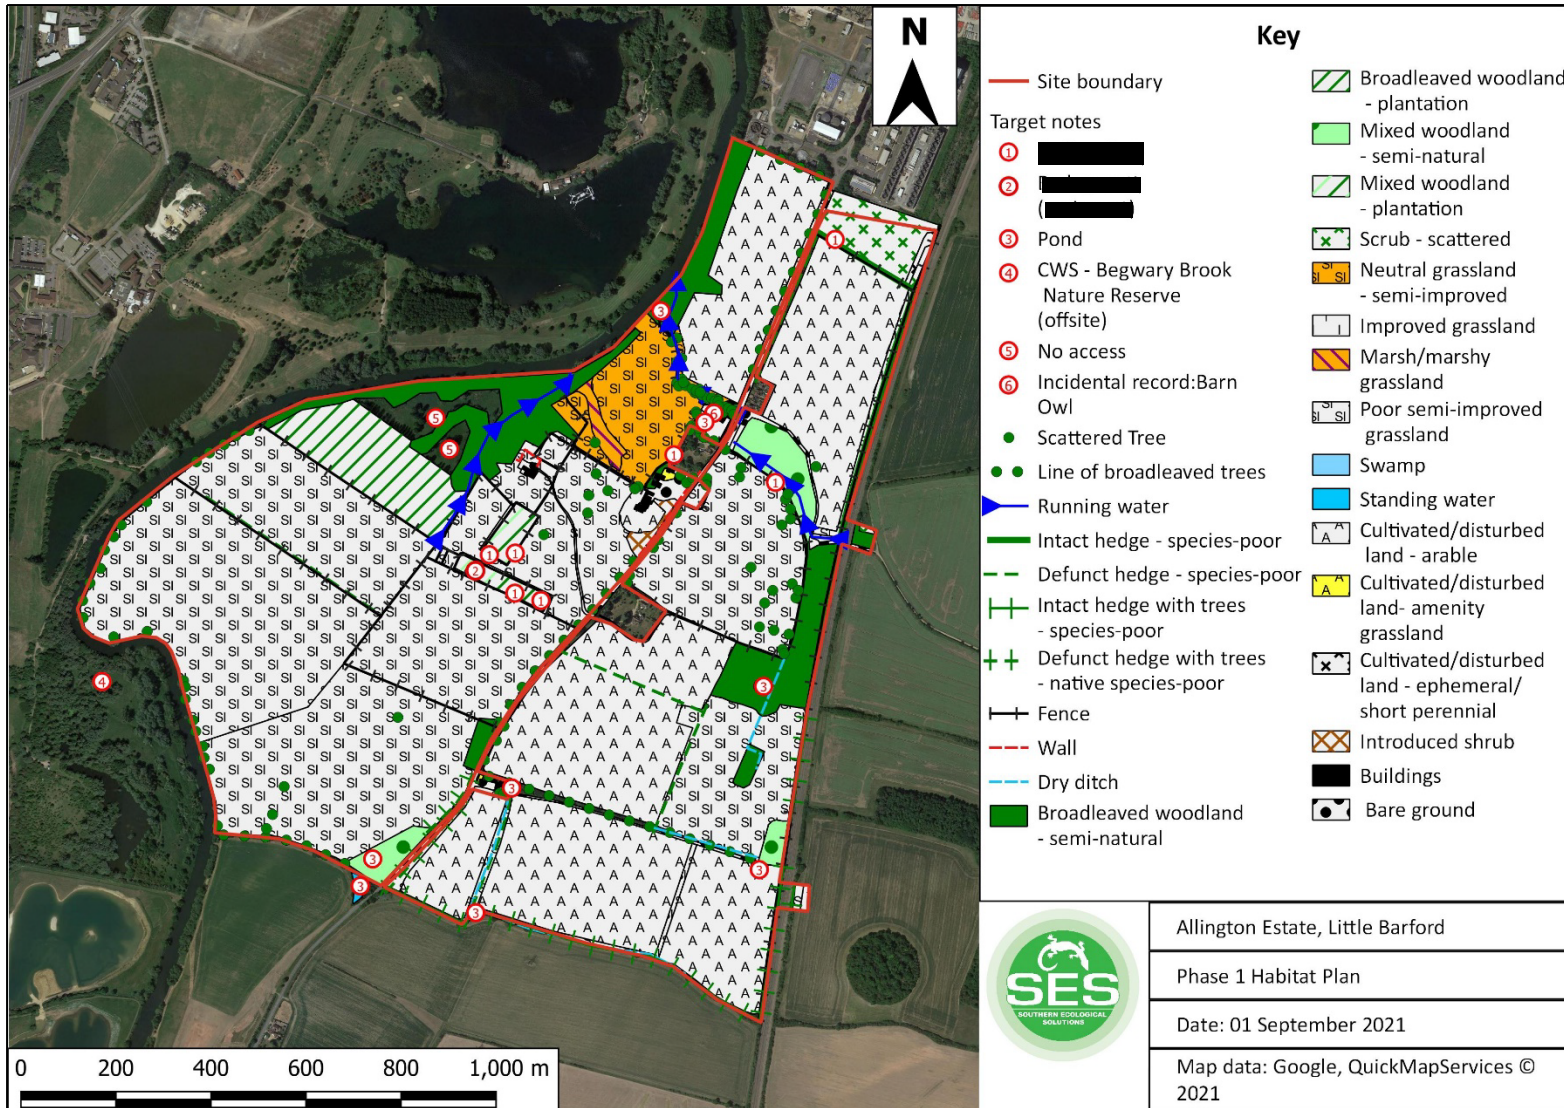 N
Key
Site boundary
Target notes
1
2
(
)
3 Pond
4 CWS - Begwary Brook
Nature Reserve
(offsite)
5 No access
6 Incidental record:Barn
Owl
Scattered Tree
Line of broadleaved trees
Running water
Intact hedge - species-poor
Defunct hedge - species-poor
Intact hedge with trees
- species-poor
Defunct hedge with trees
- native species-poor
Fence
Wall
Dry ditch
Broadleaved woodland
- semi-natural
Broadleaved woodland
- plantation
Mixed woodland
- semi-natural
Mixed woodland
- plantation
Scrub - scattered
Neutral grassland
- semi-improved
Improved grassland
Marsh/marshy
grassland
Poor semi-improved
grassland
Swamp
Standing water
Cultivated/disturbed
land - arable
Cultivated/disturbed
land- amenity
grassland
Cultivated/disturbed
land - ephemeral/
short perennial
Introduced shrub
Buildings
Bare ground
SES
SOUTHERN ECOLOGICAL
SOLUTIONS
Allington Estate, Little Barford
Phase 1 Habitat Plan
Date: 01 September 2021
Map data: Google, QuickMapServices ©
2021
0 200 400 600 800 1,000 m